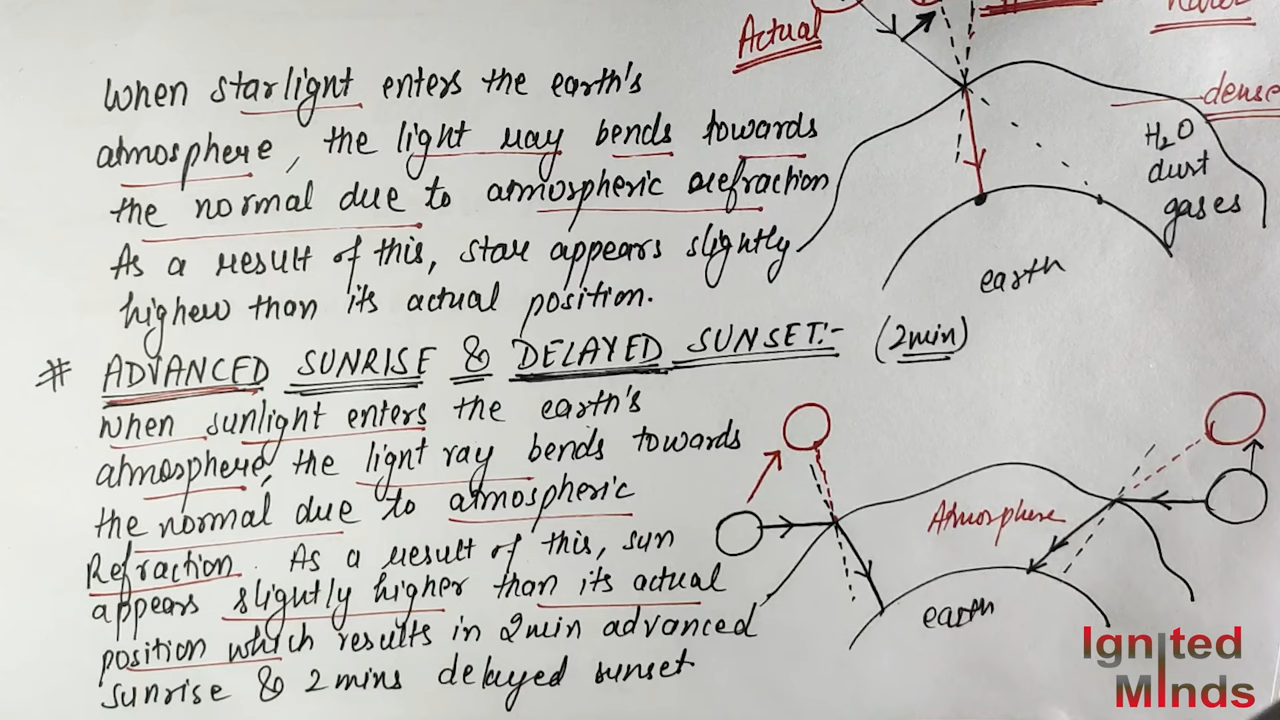 Actual
When starlight enters the earth's
atmosphere, the light ray bends towards
the normal due to atmospheric refraction
As a result of this, star appears slightly
higher than its actual position.
dense
H₂O
dust
gases
earth
# ADVANCED SUNRISE & DELAYED SUNSET:- (2min)
When sunlight enters the earth's
atmosphere, the light ray bends towards
the normal due to atmospheric
Refraction. As a result of this, sun
appears slightly higher than its actual
position which results in 2min advanced
sunrise & 2mins delayed sunset
Atmosphere
earth
Ignited
Minds